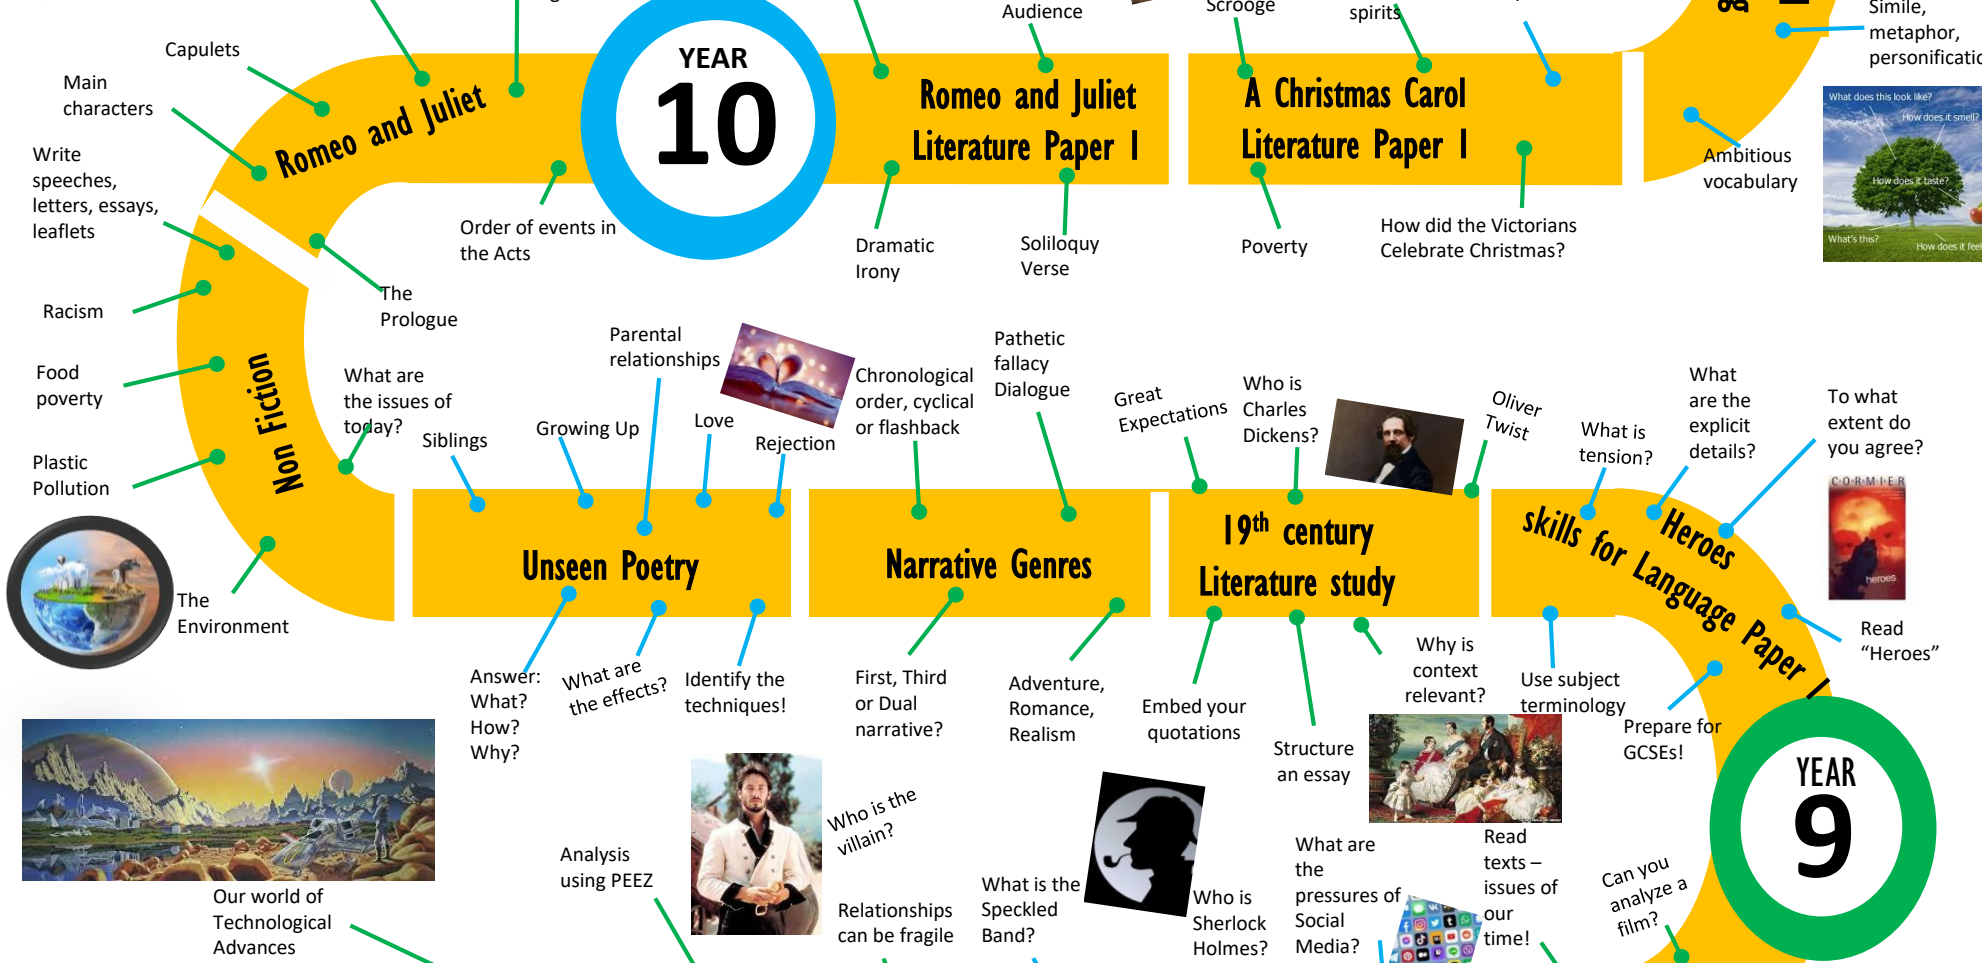 Audience
Scrooge
spirits
&
Simile,
metaphor,
Capulets
Main
characters
Write
speeches,
letters, essays,
leaflets
Romeo and Juliet
YEAR
10
Romeo and Juliet
Literature Paper 1
A Christmas Carol
Literature Paper 1
What does this look like?
How does it smell?
How does it taste?
What's this?
How does it feel
Ambitious
vocabulary
Order of events in
the Acts
Dramatic
Irony
Soliloquy
Verse
Poverty
How did the Victorians
Celebrate Christmas?
The
Prologue
Racism
Food
poverty
Plastic
Pollution
The
Environment
Non Fiction
What are
the issues of
today?
Siblings
Growing Up
Parental
relationships
Love
Rejection
Chronological
order, cyclical
or flashback
Pathetic
fallacy
Dialogue
Great
Expectations
Who is
Charles
Dickens?
Oliver
Twist
What is
tension?
What
are the
explicit
details?
To what
extent do
you agree?
CORMIER
heroes
Unseen Poetry
Narrative Genres
19th century
Literature study
Heroes
skills for Language Paper 1
Read
“Heroes”
Answer:
What?
How?
Why?
What are
the effects?
Identify the
techniques!
First, Third
or Dual
narrative?
Adventure,
Romance,
Realism
Embed your
quotations
Structure
an essay
Why is
context
relevant?
Use subject
terminology
Prepare for
GCSEs!
YEAR
9
Our world of
Technological
Advances
Analysis
using PEEZ
Who is the
villain?
Relationships
can be fragile
What is the
Speckled
Band?
Who is
Sherlock
Holmes?
What are
the
pressures of
Social
Media?
Read
texts –
issues of
our
time!
Can you
analyze a
film?